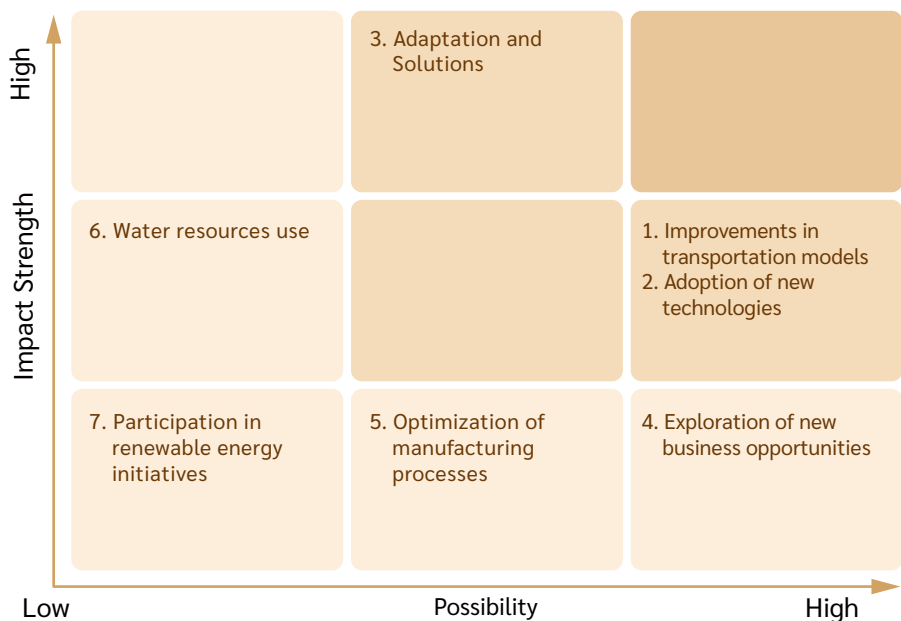 High
3. Adaptation and
Solutions
Impact Strength
6. Water resources use
1. Improvements in
transportation models
2. Adoption of new
technologies
7. Participation in
renewable energy
initiatives
5. Optimization of
manufacturing
processes
4. Exploration of new
business opportunities
Low
Possibility
High